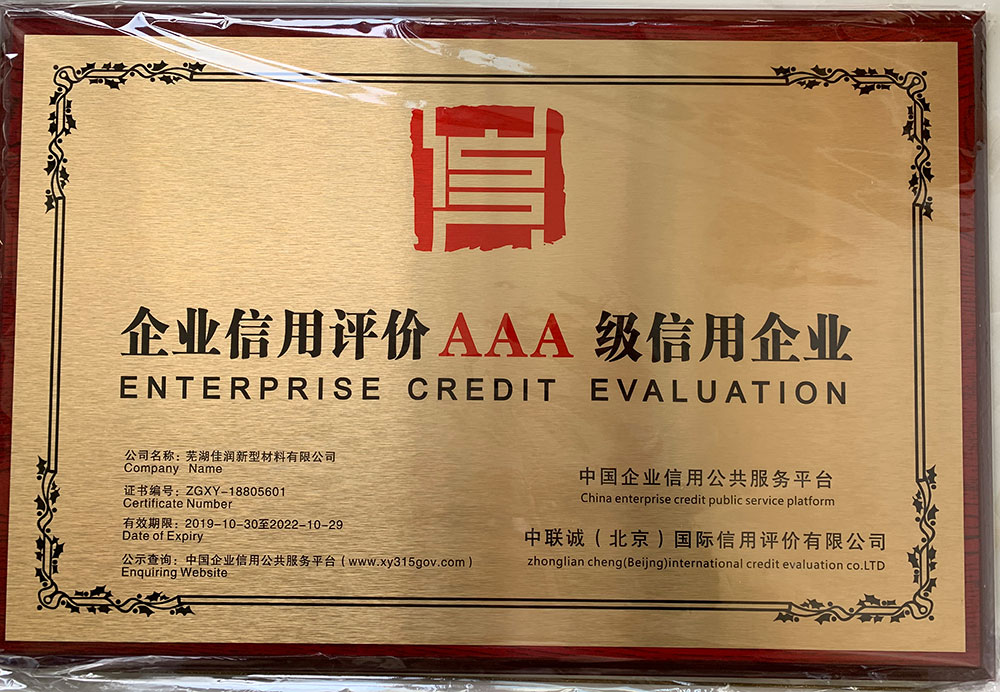 信
企业信用评价AAA 级信用企业
ENTERPRISE CREDIT EVALUATION
公司名称：芜湖佳润新型材料有限公司
Company Name
证书编号：ZGXY-18805601
Certificate Number
有效期限：2019-10-30至2022-10-29
Date of Expiry
公示查询：中国企业信用公共服务平台（www.xy315gov.com）
Enquiring Website
中国企业信用公共服务平台
China enterprise credit public service platform
中联诚（北京）国际信用评价有限公司
zhonglian cheng(Beijng)international credit evaluation co.LTD